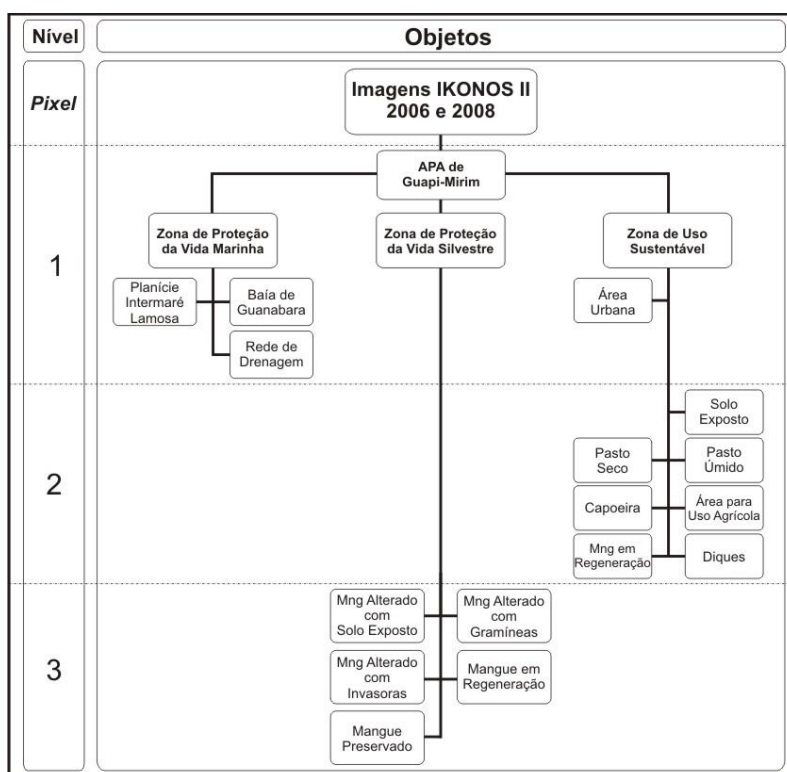 Nível
Objetos
Pixel
Imagens IKONOS II
2006 e 2008
1
APA de
Guapi-Mirim
Zona de Proteção
da Vida Marinha
Zona de Proteção
da Vida Silvestre
Zona de Uso
Sustentável
Planície
Intermaré
Lamosa
Baía de
Guanabara
Área
Urbana
Rede de
Drenagem
2
Solo
Exposto
Pasto
Seco
Pasto
Úmido
Capoeira
Área para
Uso Agrícola
Mng em
Regeneração
Diques
3
Mng Alterado
com
Solo Exposto
Mng Alterado
com
Gramíneas
Mng Alterado
com
Invasoras
Mangue em
Regeneração
Mangue
Preservado